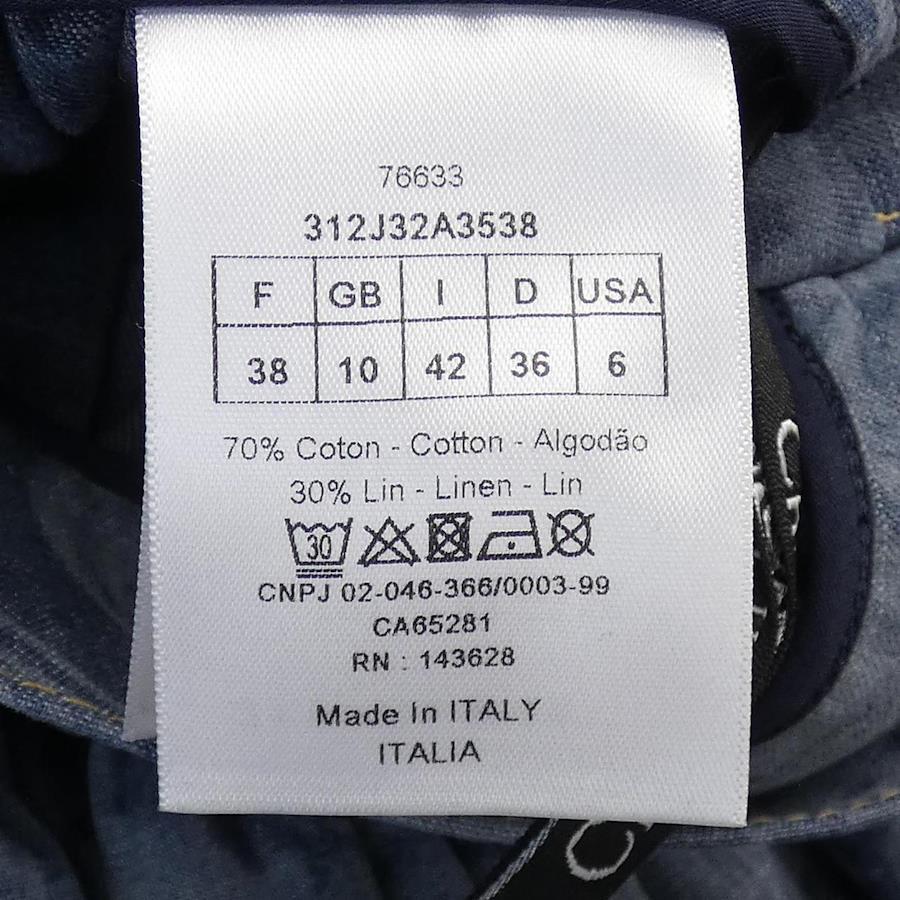 76633
312J32A3538
F GB I D USA
38 10 42 36 6
70% Coton - Cotton - Algodão
30% Lin - Linen - Lin
30
CNPJ 02-046-366/0003-99
CA65281
RN : 143628
Made In ITALY
ITALIA